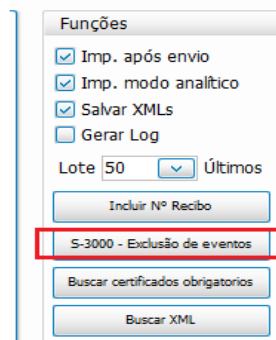 Funções
Imp. após envio
Imp. modo analítico
Salvar XMLs
Gerar Log
Lote 50 Últimos
Incluir Nº Recibo
S-3000 - Exclusão de eventos
Buscar certificados obrigatorios
Buscar XML